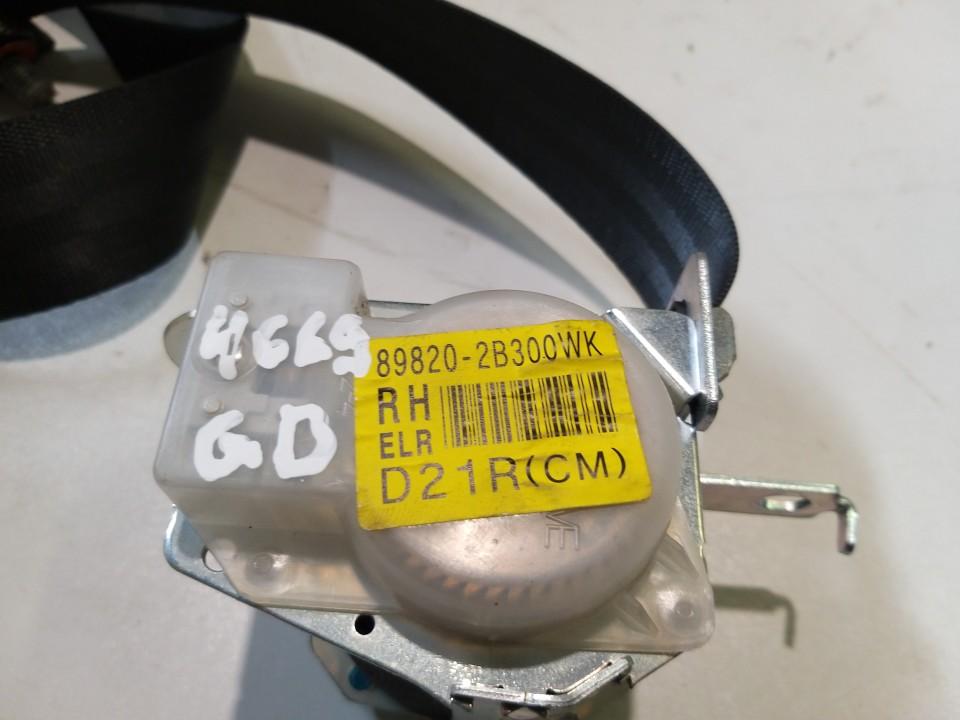 4669
GD
89820-2B300WK
RH
ELR
D21R(CM)